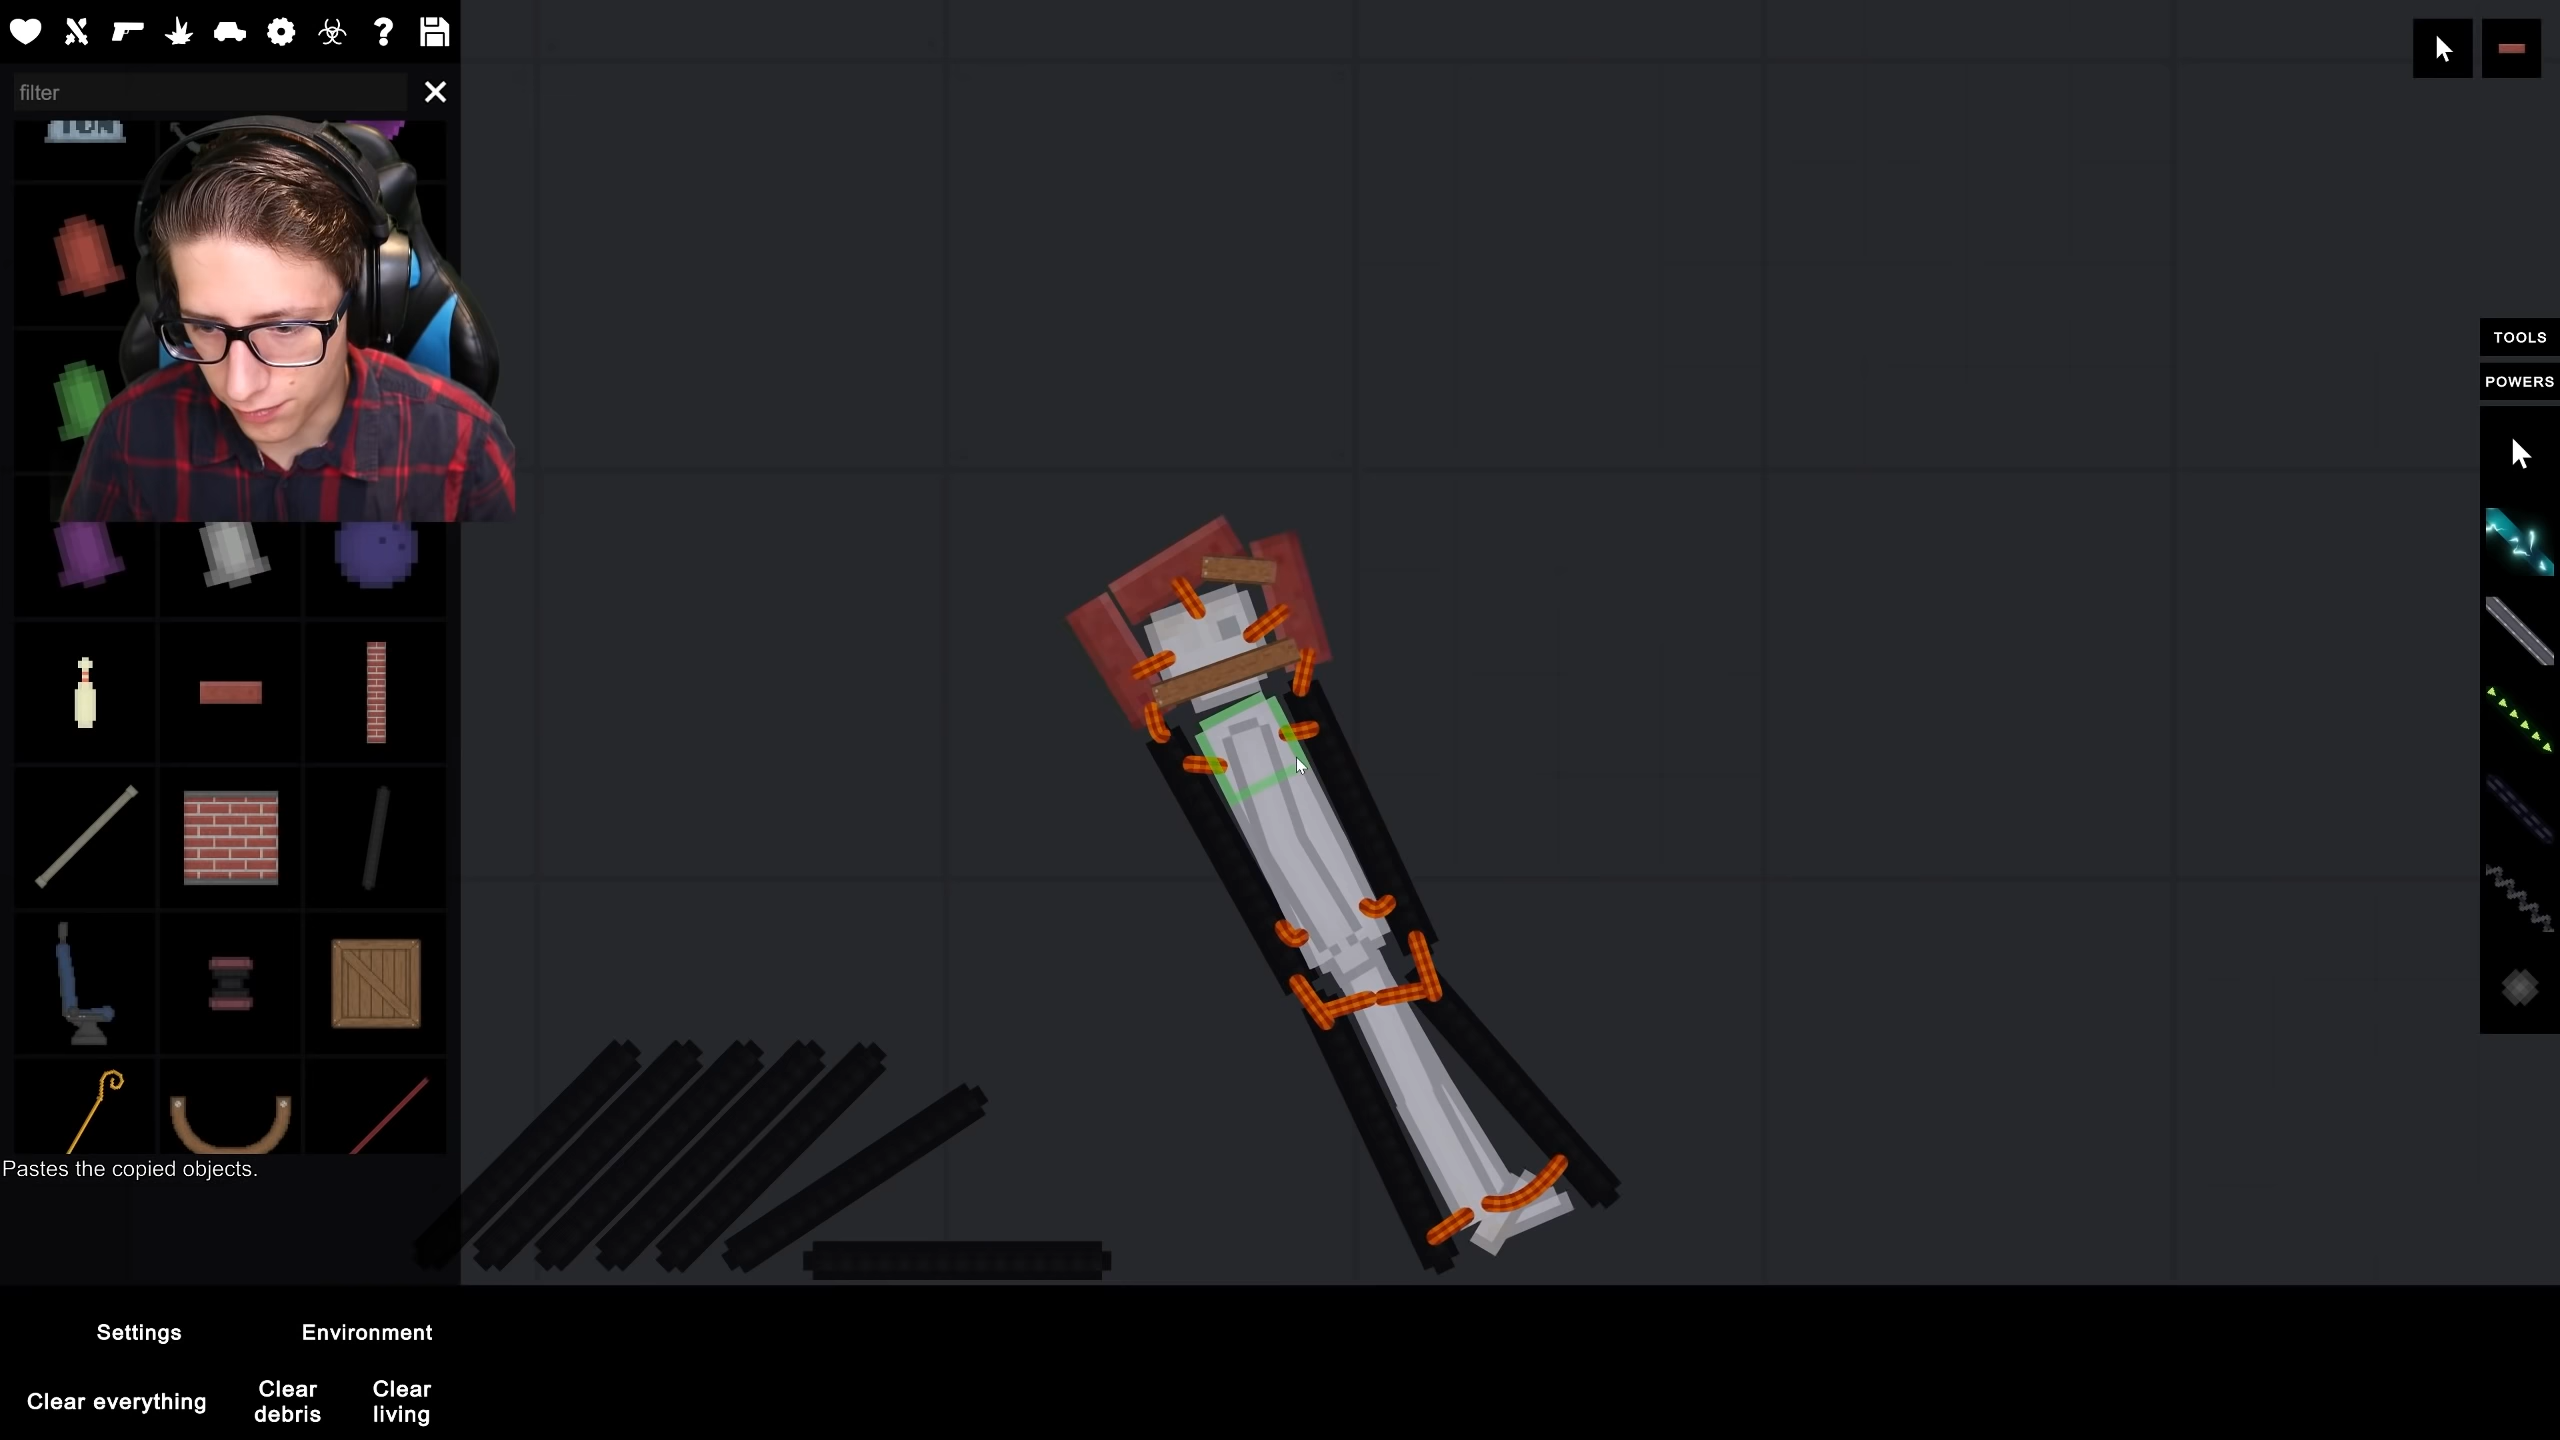 filter
TOOLS
POWERS
Pastes the copied objects.
Settings
Environment
Clear everything
Clear
debris
Clear
living